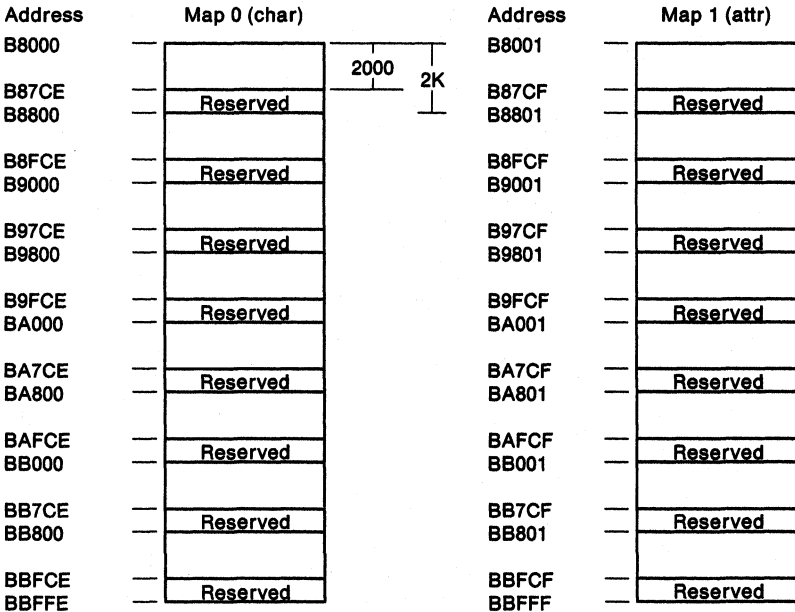 Address Map 0 (char) Address Map 1 (attr)
B8000 B8001
2000 2K
B87CE B87CF
Reserved Reserved
B8800 B8801
B8FCE B8FCF
Reserved Reserved
B9000 B9001
B97CE B97CF
Reserved Reserved
B9800 B9801
B9FCE B9FCF
Reserved Reserved
BA000 BA001
BA7CE BA7CF
Reserved Reserved
BA800 BA801
BAFCE BAFCF
Reserved Reserved
BB000 BB001
BB7CE BB7CF
Reserved Reserved
BB800 BB801
BBFCE BBFCF
Reserved Reserved
BBFFE BBFFF